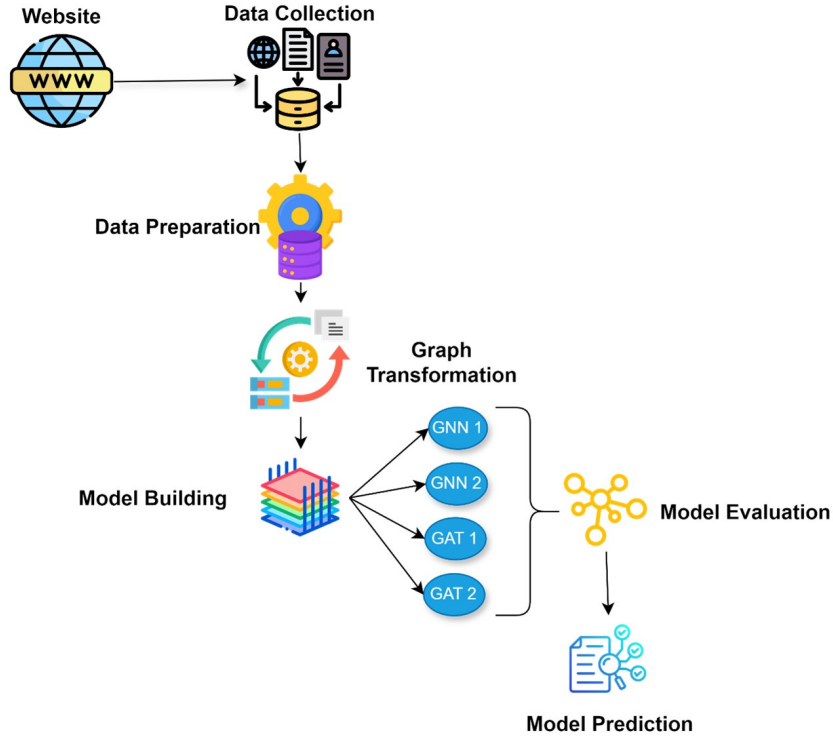 Website
Data Collection
WWW
Data Preparation
Graph
Transformation
GNN 1
GNN 2
GAT 1
GAT 2
Model Building
Model Evaluation
Model Prediction